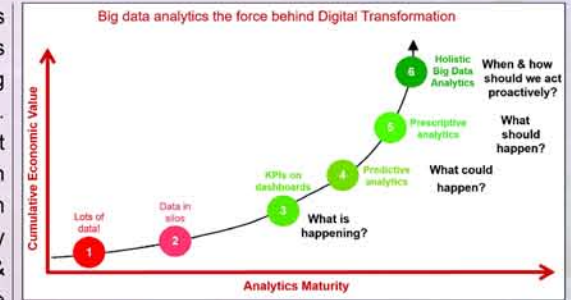 Big data analytics the force behind Digital Transformation
Cumulative Economic Value
Analytics Maturity
Lots of
data!
1
Data in
silos
2
KPIs on
dashboards
3
What is
happening?
4
Predictive
analytics
What could
happen?
5
Prescriptive
analytics
What
should
happen?
6
Holistic
Big Data
Analytics
When & how
should we act
proactively?
s
s
g
.
t
n
n
y
&